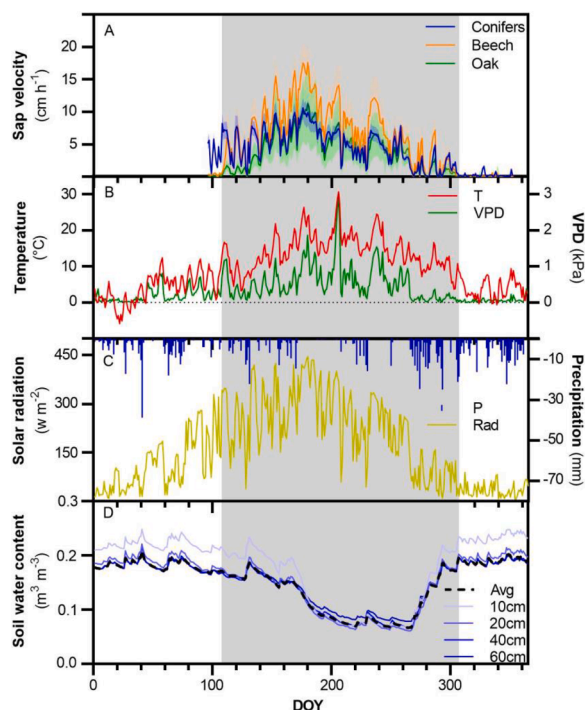 A
Conifers
Beech
Oak
Sap velocity
(cm h⁻¹)
20
15
10
5
B
T
VPD
Temperature
(°C)
30
20
10
0
VPD (kPa)
3
2
1
0
C
P
Rad
Solar radiation
(w m⁻²)
450
300
150
Precipitation (mm)
-10
-30
-50
-70
D
Avg
10cm
20cm
40cm
60cm
Soil water content
(m³ m⁻³)
0.3
0.2
0.1
0.0
0
100
200
300
DOY